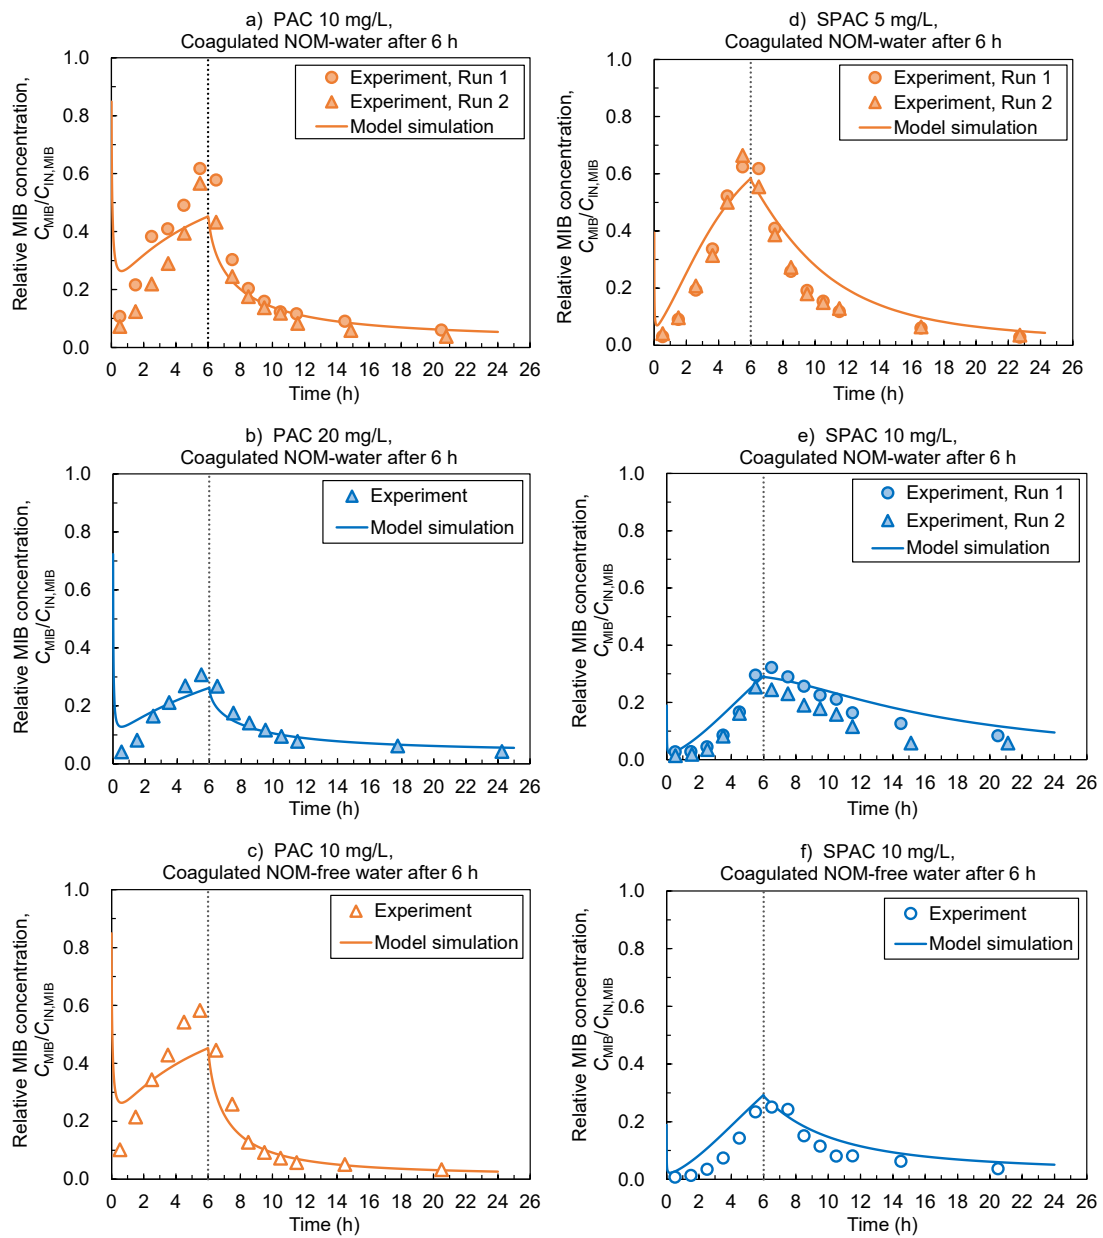 a) PAC 10 mg/L,
Coagulated NOM-water after 6 h
Relative MIB concentration,
C_MIB/C_IN,MIB
1.0
0.8
0.6
0.4
0.2
0.0
Experiment, Run 1
Experiment, Run 2
Model simulation
0 2 4 6 8 10 12 14 16 18 20 22 24 26
Time (h)
d) SPAC 5 mg/L,
Coagulated NOM-water after 6 h
Relative MIB concentration,
C_MIB/C_IN,MIB
1.0
0.8
0.6
0.4
0.2
0.0
Experiment, Run 1
Experiment, Run 2
Model simulation
0 2 4 6 8 10 12 14 16 18 20 22 24 26
Time (h)
b) PAC 20 mg/L,
Coagulated NOM-water after 6 h
Relative MIB concentration,
C_MIB/C_IN,MIB
1.0
0.8
0.6
0.4
0.2
0.0
Experiment
Model simulation
0 2 4 6 8 10 12 14 16 18 20 22 24 26
Time (h)
e) SPAC 10 mg/L,
Coagulated NOM-water after 6 h
Relative MIB concentration,
C_MIB/C_IN,MIB
1.0
0.8
0.6
0.4
0.2
0.0
Experiment, Run 1
Experiment, Run 2
Model simulation
0 2 4 6 8 10 12 14 16 18 20 22 24 26
Time (h)
c) PAC 10 mg/L,
Coagulated NOM-free water after 6 h
Relative MIB concentration,
C_MIB/C_IN,MIB
1.0
0.8
0.6
0.4
0.2
0.0
Experiment
Model simulation
0 2 4 6 8 10 12 14 16 18 20 22 24 26
Time (h)
f) SPAC 10 mg/L,
Coagulated NOM-free water after 6 h
Relative MIB concentration,
C_MIB/C_IN,MIB
1.0
0.8
0.6
0.4
0.2
0.0
Experiment
Model simulation
0 2 4 6 8 10 12 14 16 18 20 22 24 26
Time (h)